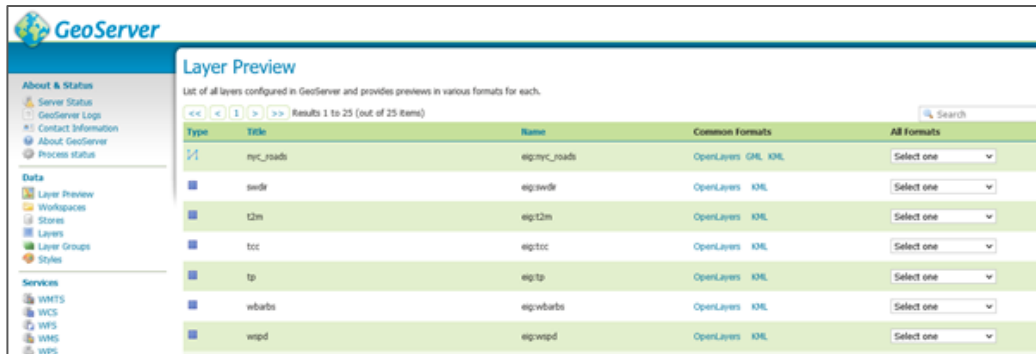 GeoServer
About & Status
Server Status
GeoServer Logs
Contact Information
About GeoServer
Process status
Data
Layer Preview
Workspaces
Stores
Layers
Layer Groups
Styles
Services
WMTS
WCS
WFS
WMS
WPS
Layer Preview
List of all layers configured in GeoServer and provides previews in various formats for each.
<< < 1 > >> Results 1 to 25 (out of 25 items) Search
Type Title Name Common Formats All Formats
nyc_roads eig:nyc_roads OpenLayers GML KML Select one
swdir eig:swdir OpenLayers KML Select one
t2m eig:t2m OpenLayers KML Select one
tcc eig:tcc OpenLayers KML Select one
tp eig:tp OpenLayers KML Select one
wbarbs eig:wbarbs OpenLayers KML Select one
wspd eig:wspd OpenLayers KML Select one